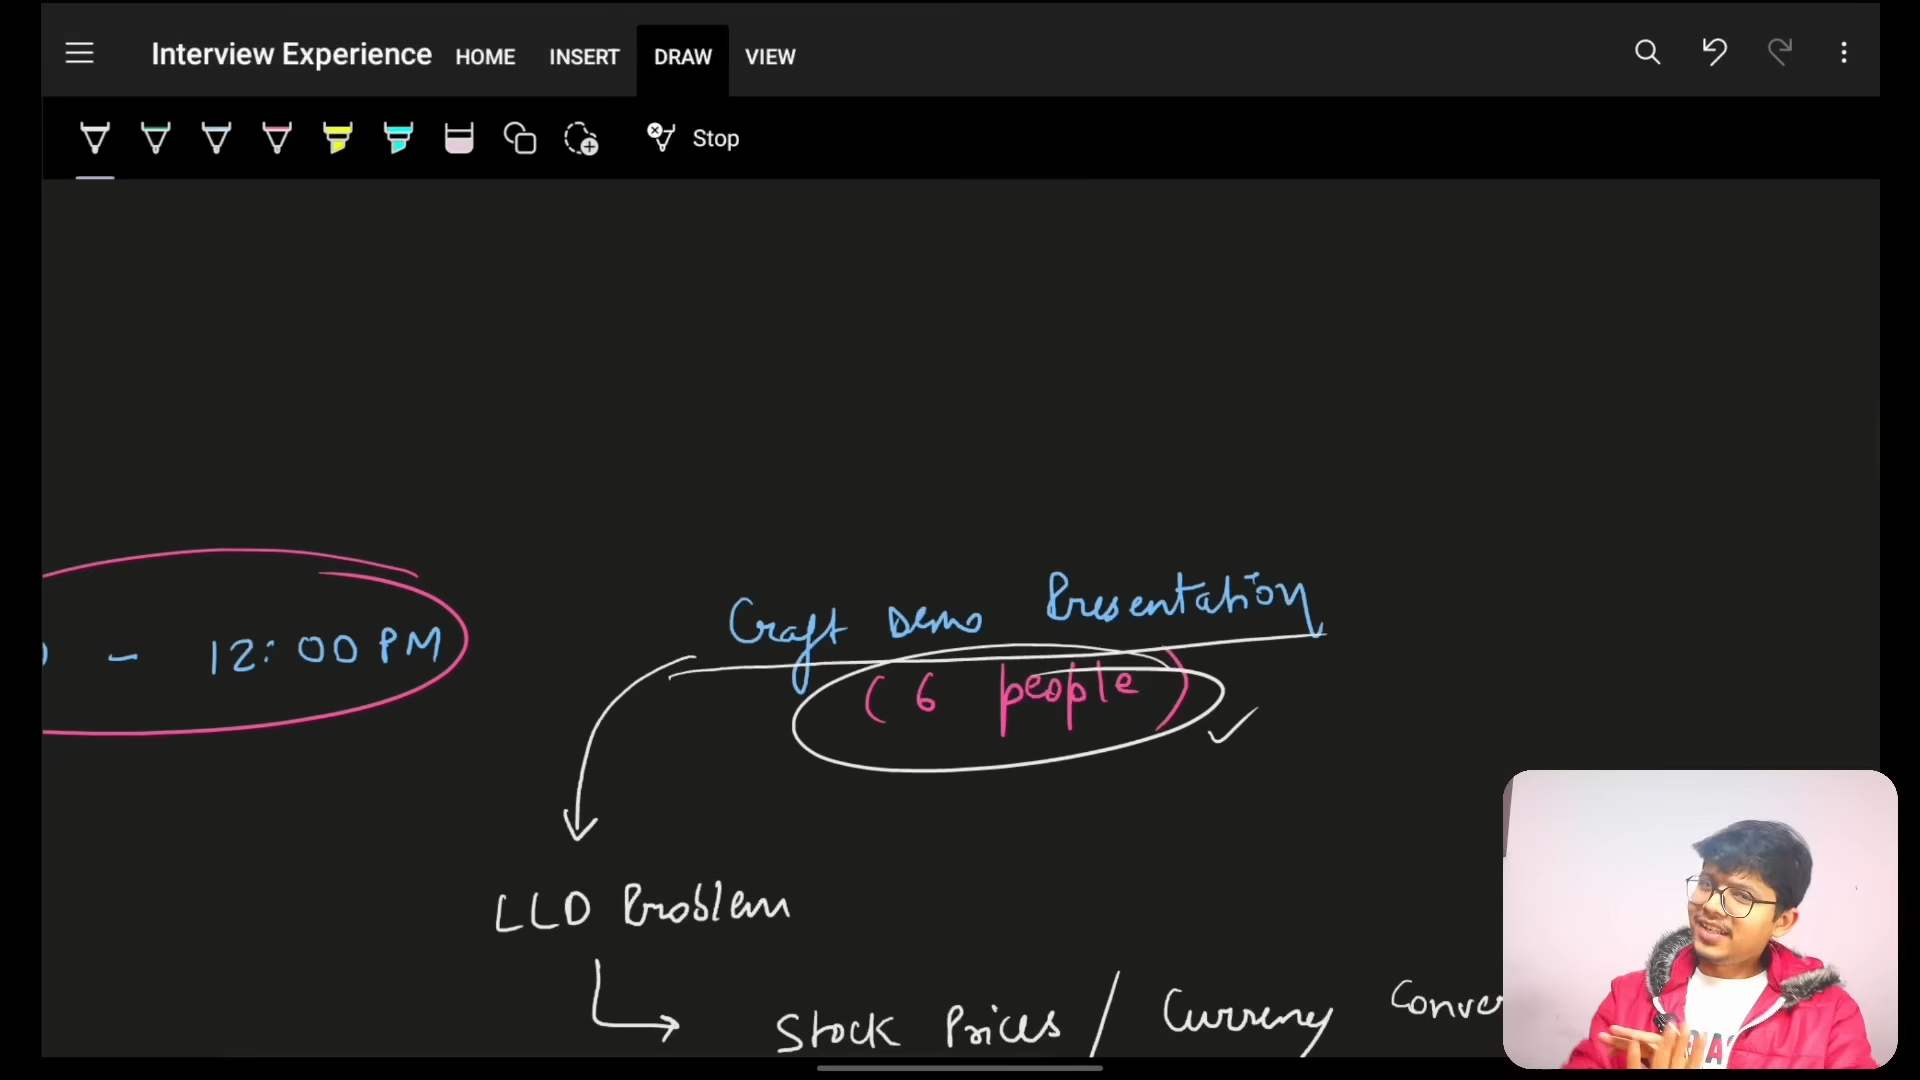 Interview Experience HOME INSERT DRAW VIEW
Stop
Craft Demo Presentation
- 12:00 PM
(6 people)
LLD Problem
Stock Prices / Currency Conver